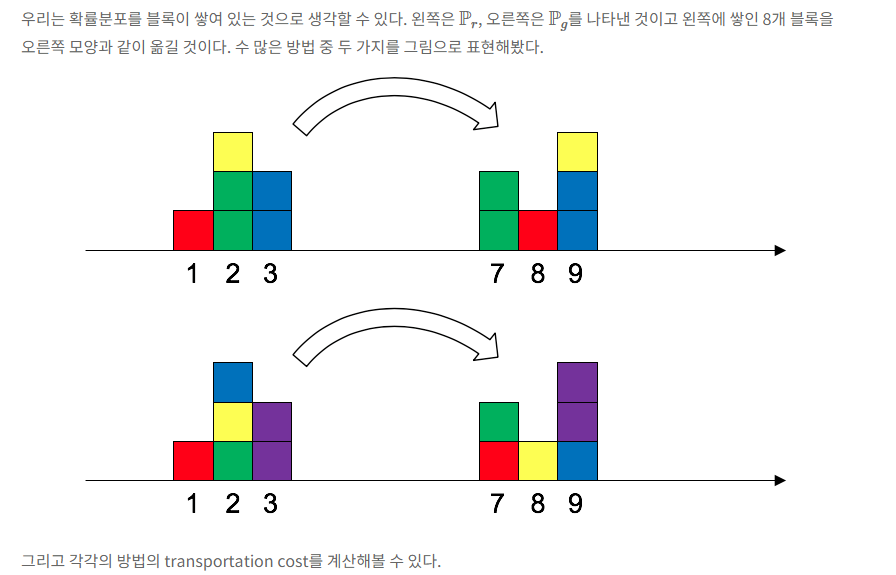 우리는 확률분포를 블록이 쌓여 있는 것으로 생각할 수 있다. 왼쪽은 ℙᵣ, 오른쪽은 ℙ_g를 나타낸 것이고 왼쪽에 쌓인 8개 블록을
오른쪽 모양과 같이 옮길 것이다. 수 많은 방법 중 두 가지를 그림으로 표현해봤다.
1 2 3 7 8 9
1 2 3 7 8 9
그리고 각각의 방법의 transportation cost를 계산해볼 수 있다.